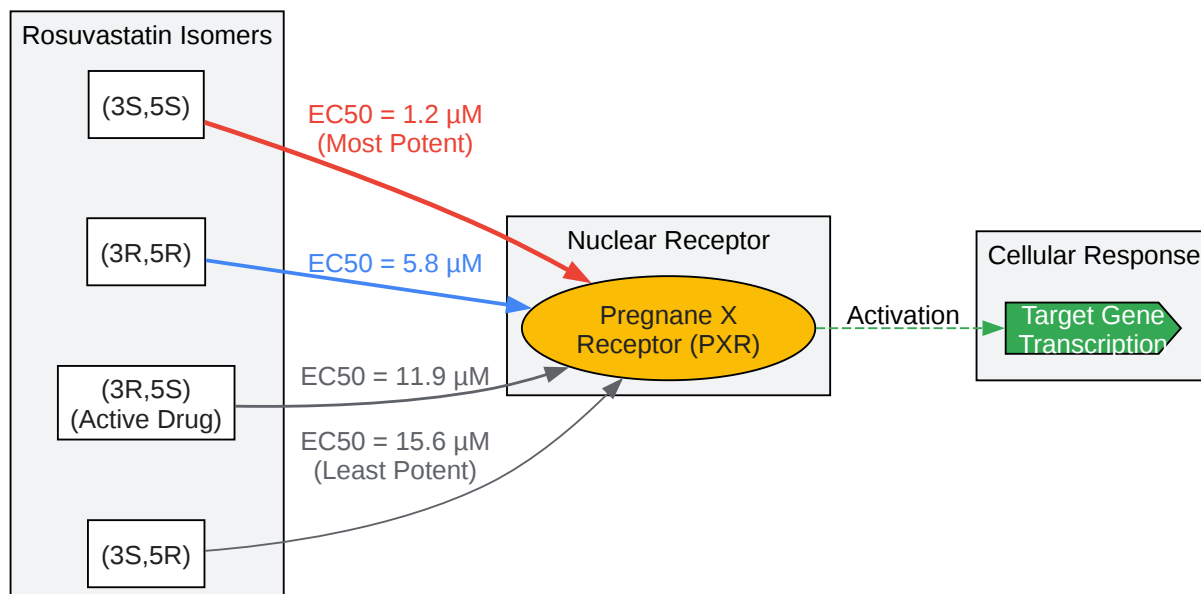 Rosuvastatin Isomers
(3S,5S)
EC50 = 1.2 µM
(Most Potent)
(3R,5R)
EC50 = 5.8 µM
(3R,5S)
(Active Drug)
EC50 = 11.9 µM
EC50 = 15.6 µM
(Least Potent)
(3S,5R)
Nuclear Receptor
Pregnane X
Receptor (PXR)
Activation
Cellular Response
Target Gene
Transcription